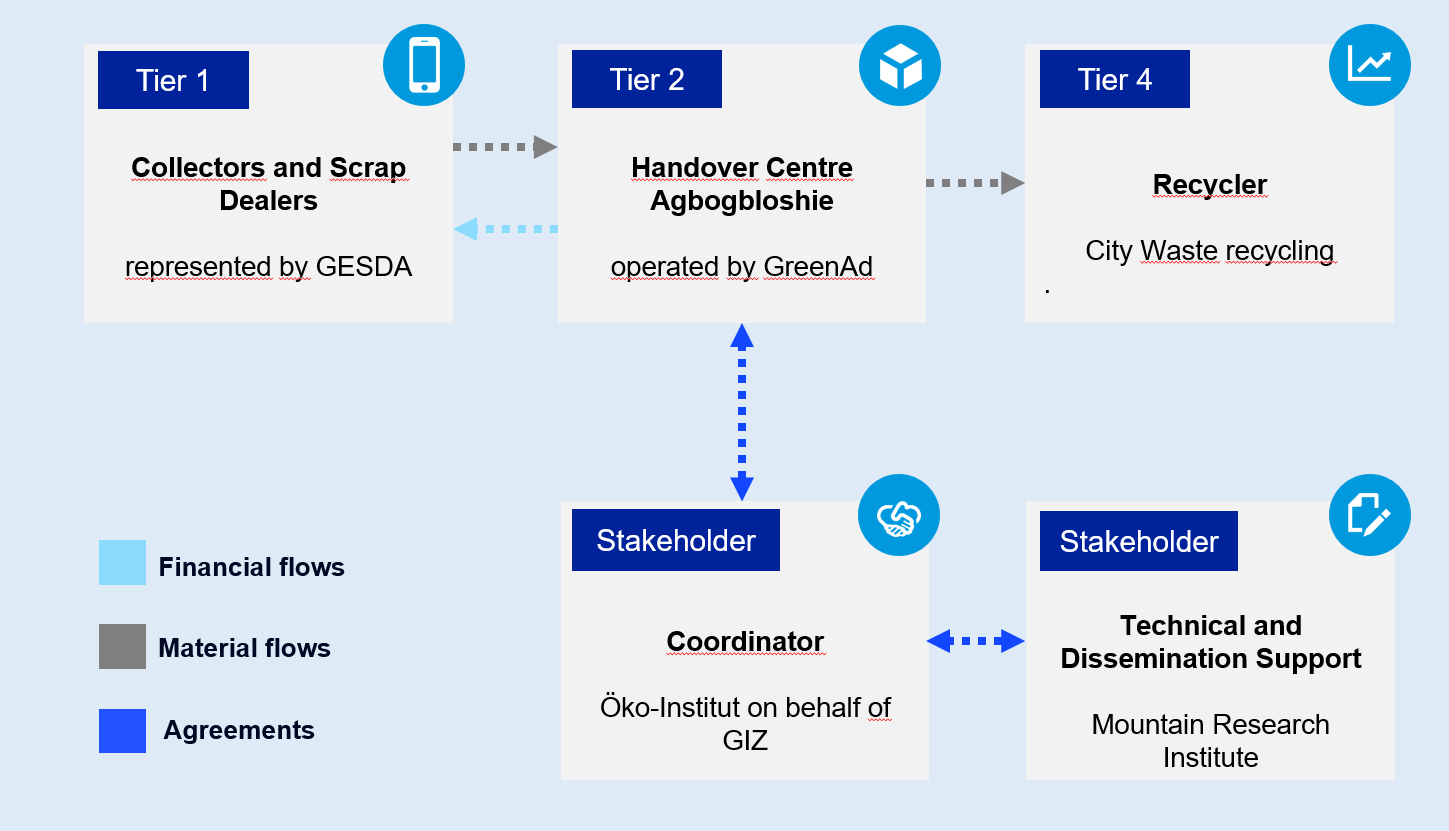 Tier 1
Collectors and Scrap
Dealers
represented by GESDA
Tier 2
Handover Centre
Agbogbloshie
operated by GreenAd
Tier 4
Recycler
City Waste recycling
.
Stakeholder
Coordinator
Öko-Institut on behalf of
GIZ
Stakeholder
Technical and
Dissemination Support
Mountain Research
Institute
Financial flows
Material flows
Agreements